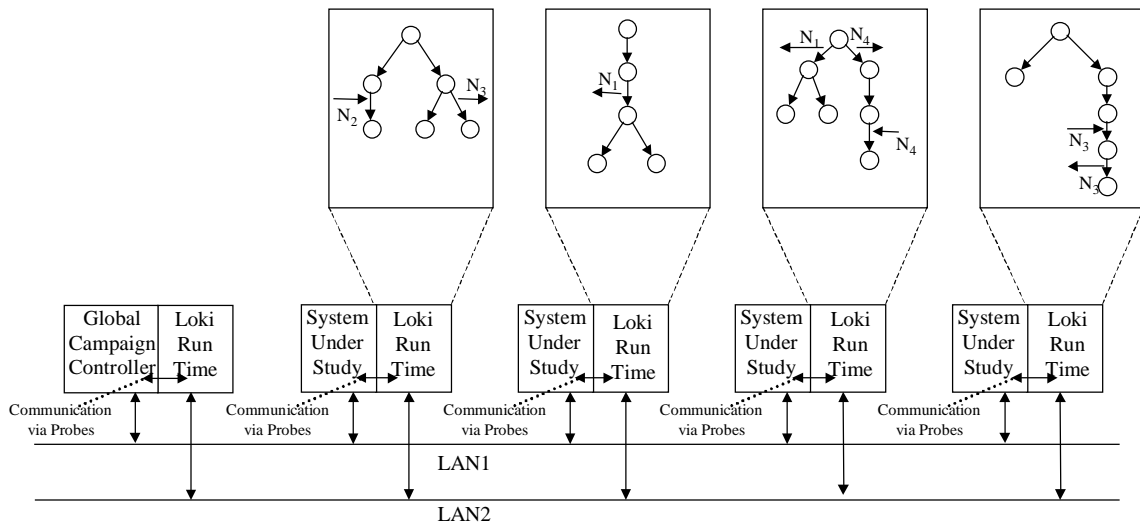 N3
N2
N1
N1
N4
N4
N3
N3
Global
Campaign
Controller
Loki
Run
Time
System
Under
Study
Loki
Run
Time
System
Under
Study
Loki
Run
Time
System
Under
Study
Loki
Run
Time
System
Under
Study
Loki
Run
Time
Communication
via Probes
Communication
via Probes
Communication
via Probes
Communication
via Probes
Communication
via Probes
LAN1
LAN2